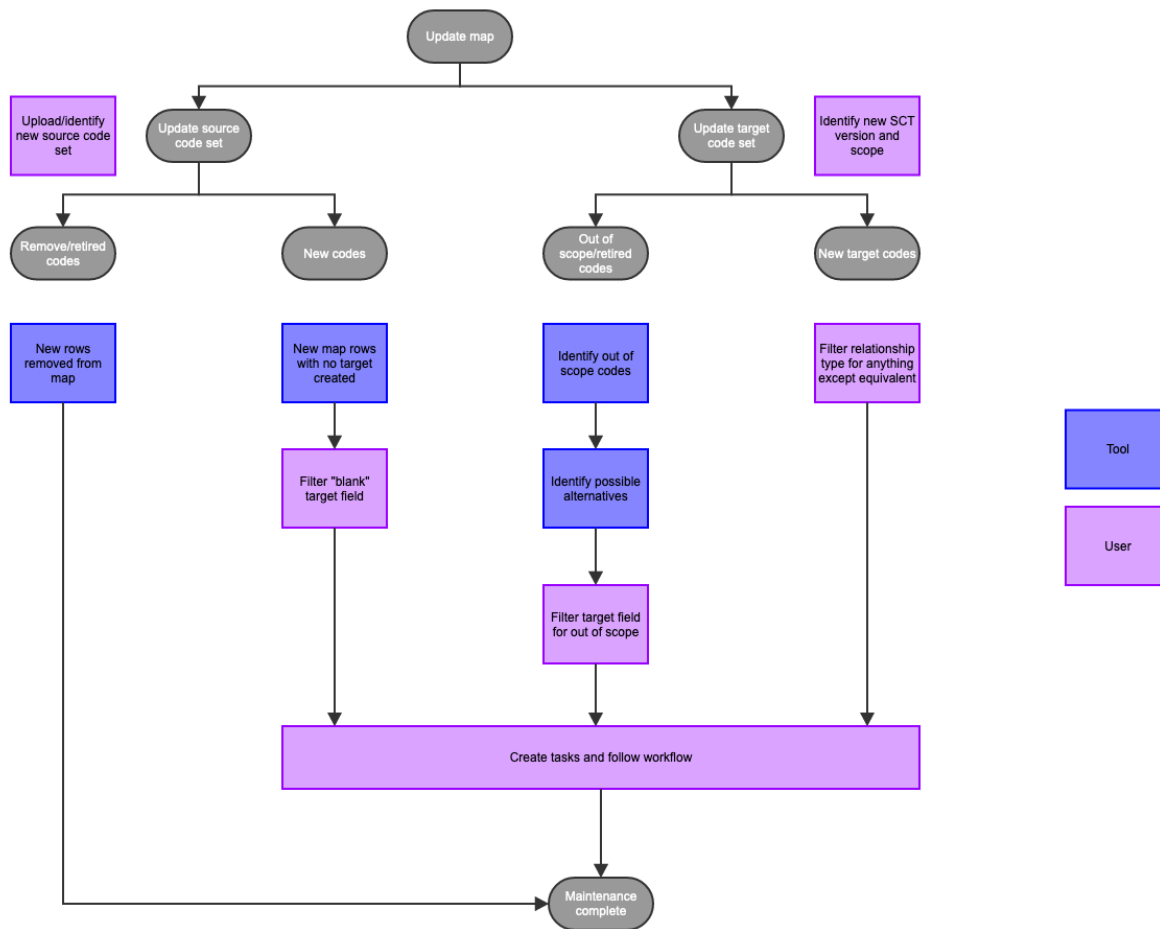 Update map
Upload/identify
new source code
set
Update source
code set
Update target
code set
Identify new SCT
version and
scope
Remove/retired
codes
New codes
Out of
scope/retired
codes
New target codes
New rows
removed from
map
New map rows
with no target
created
Identify out of
scope codes
Filter relationship
type for anything
except equivalent
Tool
Filter "blank"
target field
Identify possible
alternatives
User
Filter target field
for out of scope
Create tasks and follow workflow
Maintenance
complete